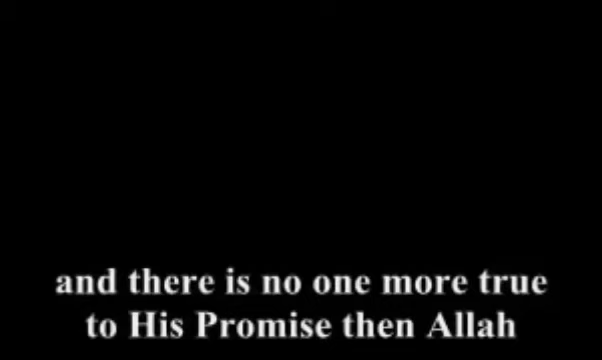 and there is no one more true
to His Promise then Allah